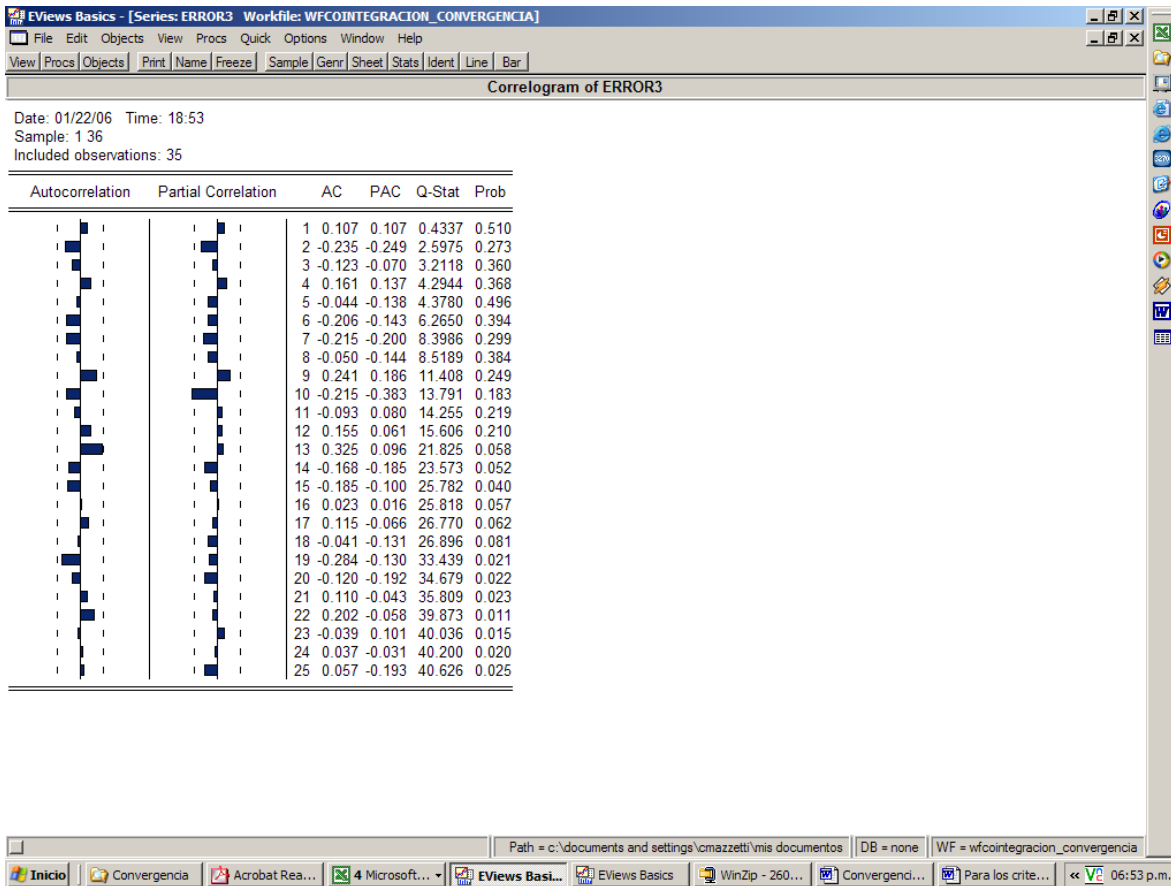 EViews Basics - [Series: ERROR3 Workfile: WFCOINTEGRACION_CONVERGENCIA]
File Edit Objects View Procs Quick Options Window Help
View Procs Objects Print Name Freeze Sample Genr Sheet Stats Ident Line Bar
Correlogram of ERROR3
Date: 01/22/06 Time: 18:53
Sample: 1 36
Included observations: 35
Autocorrelation Partial Correlation AC PAC Q-Stat Prob
1 0.107 0.107 0.4337 0.510
2 -0.235 -0.249 2.5975 0.273
3 -0.123 -0.070 3.2118 0.360
4 0.161 0.137 4.2944 0.368
5 -0.044 -0.138 4.3780 0.496
6 -0.206 -0.143 6.2650 0.394
7 -0.215 -0.200 8.3986 0.299
8 -0.050 -0.144 8.5189 0.384
9 0.241 0.186 11.408 0.249
10 -0.215 -0.383 13.791 0.183
11 -0.093 0.080 14.255 0.219
12 0.155 0.061 15.606 0.210
13 0.325 0.096 21.825 0.058
14 -0.168 -0.185 23.573 0.052
15 -0.185 -0.100 25.782 0.040
16 0.023 0.016 25.818 0.057
17 0.115 -0.066 26.770 0.062
18 -0.041 -0.131 26.896 0.081
19 -0.284 -0.130 33.439 0.021
20 -0.120 -0.192 34.679 0.022
21 0.110 -0.043 35.809 0.023
22 0.202 -0.058 39.873 0.011
23 -0.039 0.101 40.036 0.015
24 0.037 -0.031 40.200 0.020
25 0.057 -0.193 40.626 0.025
Path = c:\documents and settings\cmazzetti\mis documentos DB = none WF = wfcointegracion_convergencia
Inicio Convergencia Acrobat Rea... 4 Microsoft... EViews Basi... EViews Basics WinZip - 260... Convergenci... Para los crite... « 06:53 p.m.